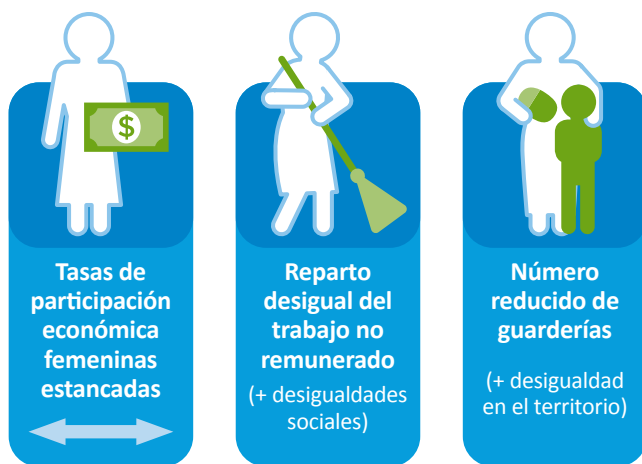 $
Tasas de
participación
económica
femeninas
estancadas
Reparto
desigual del
trabajo no
remunerado
(+ desigualdades
sociales)
Número
reducido de
guarderías
(+ desigualdad
en el territorio)